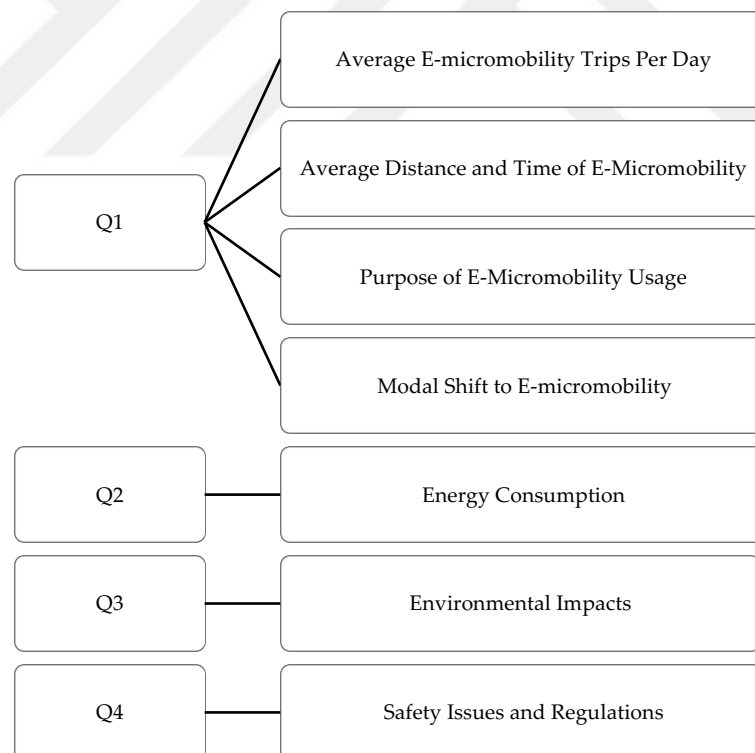 Q1
Average E-micromobility Trips Per Day
Average Distance and Time of E-Micromobility
Purpose of E-Micromobility Usage
Modal Shift to E-micromobility
Q2
Energy Consumption
Q3
Environmental Impacts
Q4
Safety Issues and Regulations